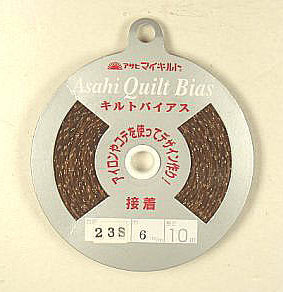 アサヒマイキルト
Asahi Quilt Bias
キルトバイアス
アイロンやコテを使ってデザイン作り!
接着
23S 6 10m